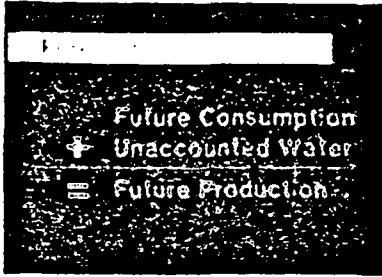 Future Consumption
+ Unaccounted Water
= Future Production